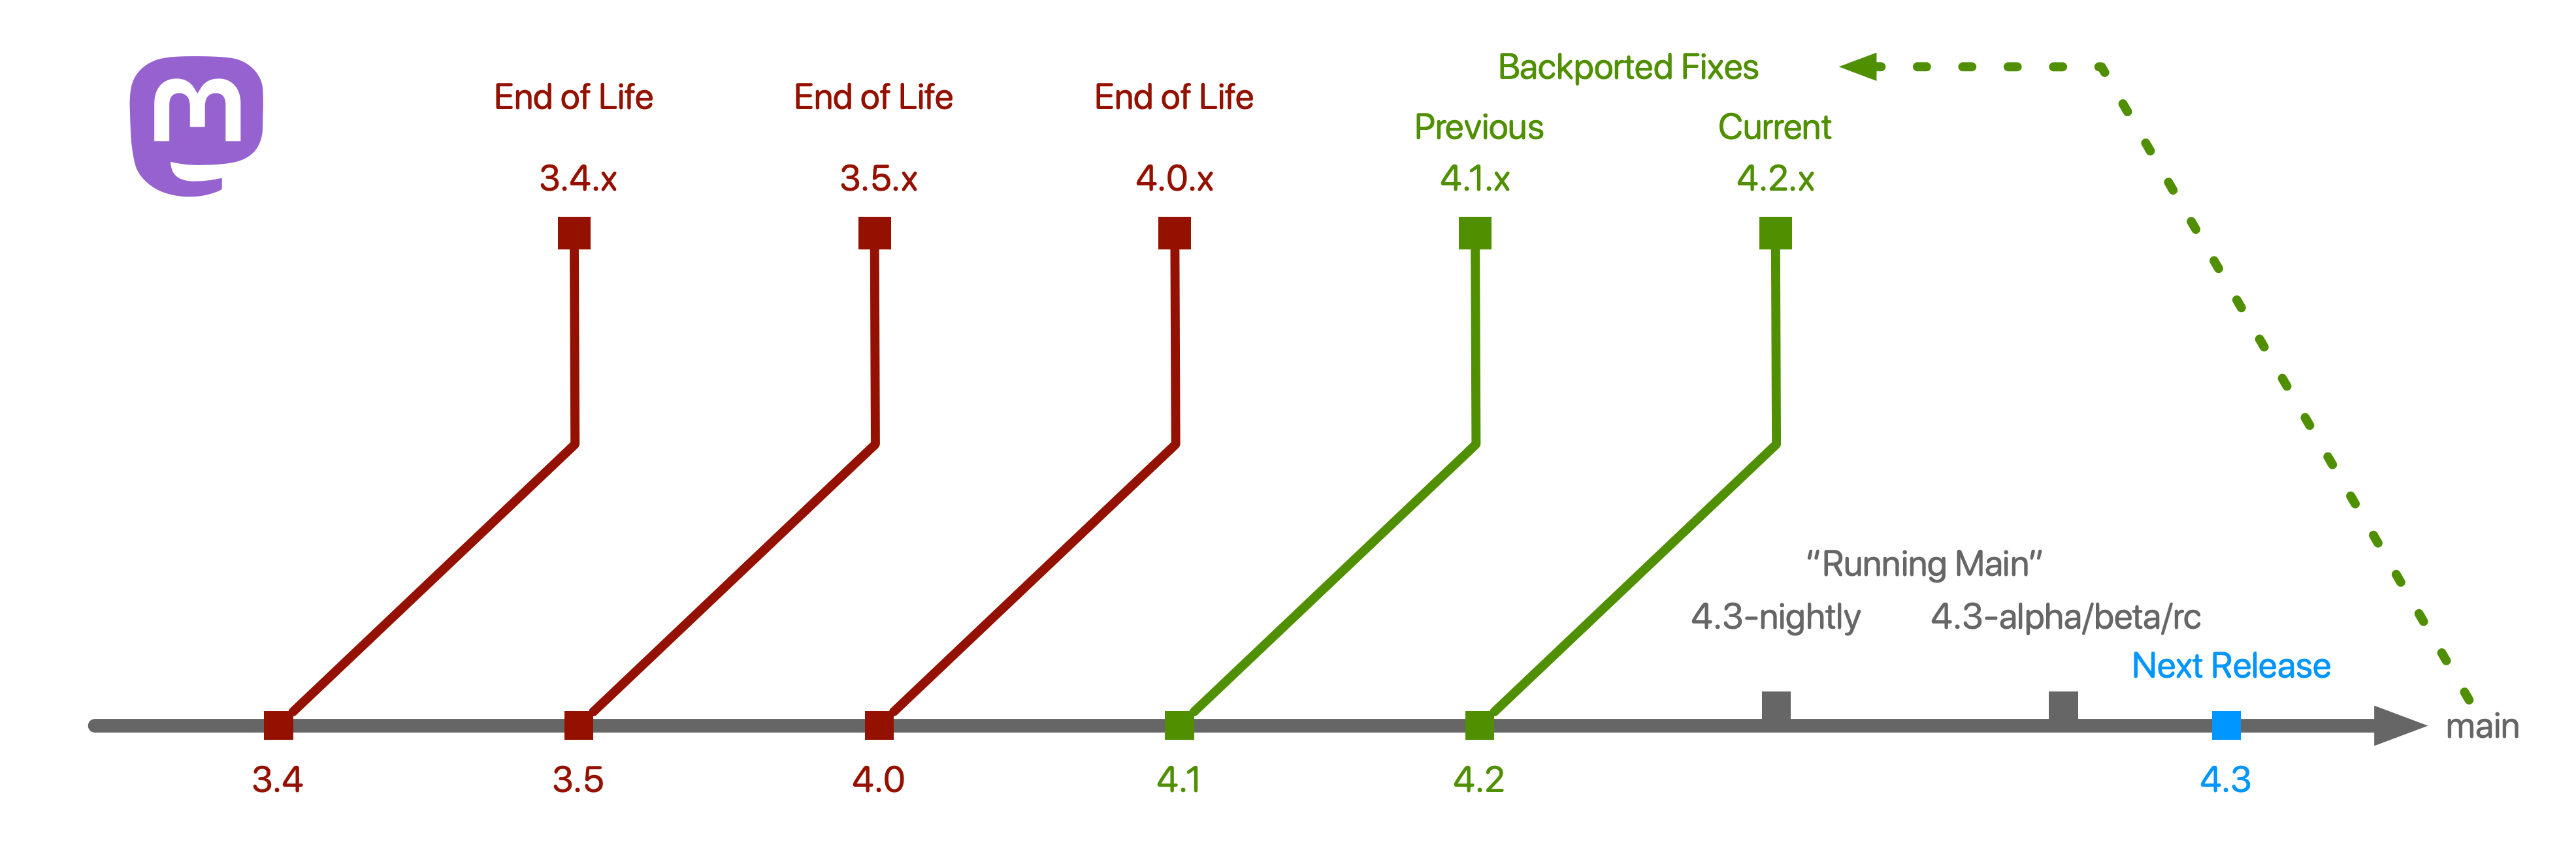 Backported Fixes
End of Life End of Life End of Life
Previous Current
3.4.x 3.5.x 4.0.x 4.1.x 4.2.x
“Running Main”
4.3-nightly 4.3-alpha/beta/rc
Next Release
main
3.4 3.5 4.0 4.1 4.2 4.3